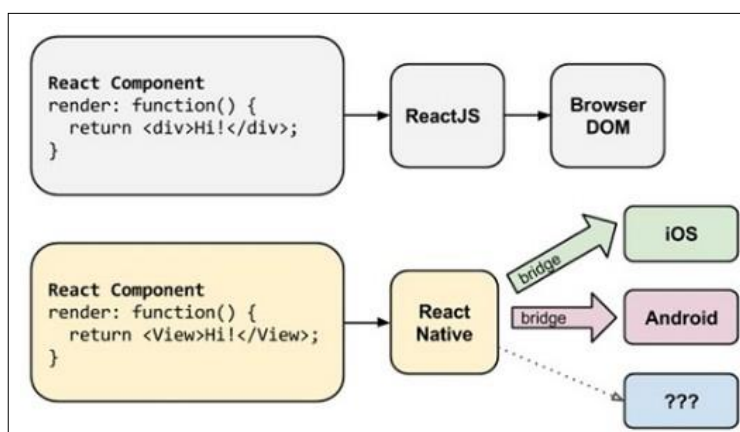 React Component
render: function() {
  return <div>Hi!</div>;
}
ReactJS
Browser
DOM
React Component
render: function() {
  return <View>Hi!</View>;
}
React
Native
bridge
iOS
bridge
Android
???